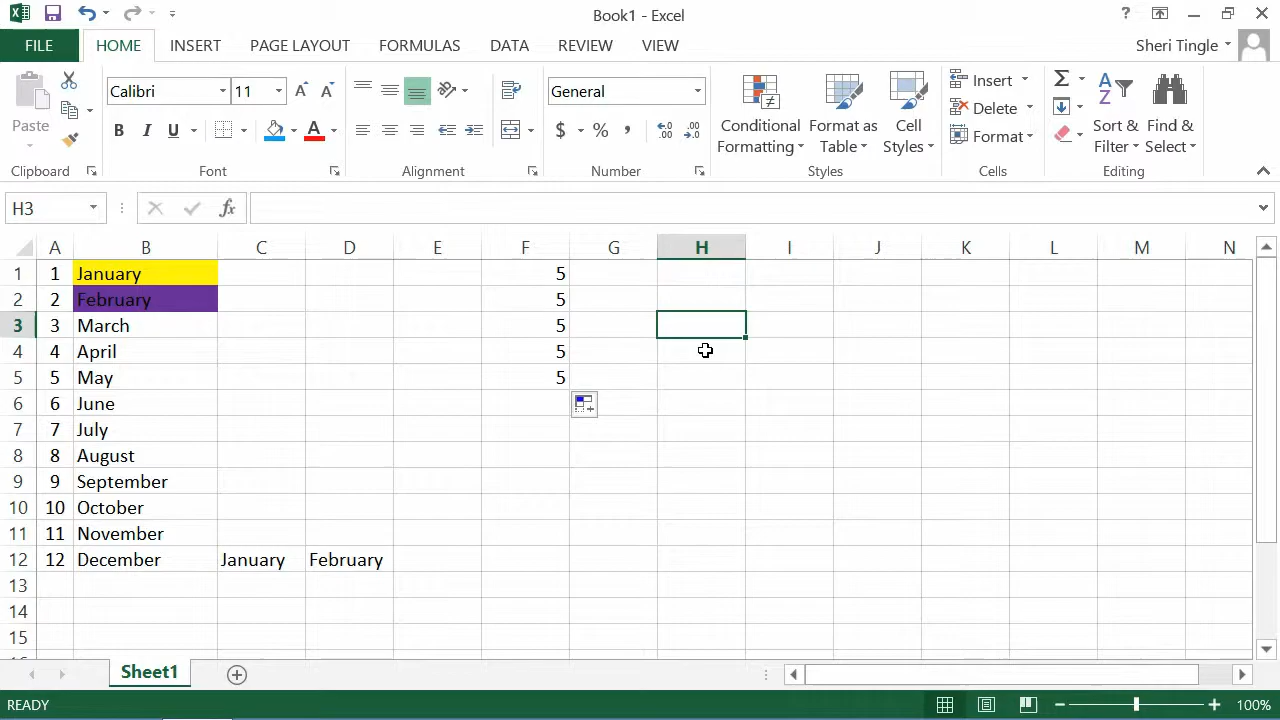 Book1 - Excel
?
FILE HOME INSERT PAGE LAYOUT FORMULAS DATA REVIEW VIEW Sheri Tingle
Paste
Calibri 11 A A
B I U A
General
$ % ,
Conditional Formatting
Format as Table
Cell Styles
Insert
Delete
Format
Σ
Sort & Filter
Find & Select
Clipboard Font Alignment Number Styles Cells Editing
H3 fx
A B C D E F G H I J K L M N
1 1 January 5
2 2 February 5
3 3 March 5
4 4 April 5
5 5 May 5
6 6 June
7 7 July
8 8 August
9 9 September
10 10 October
11 11 November
12 12 December January February
13
14
15
Sheet1
READY 100%